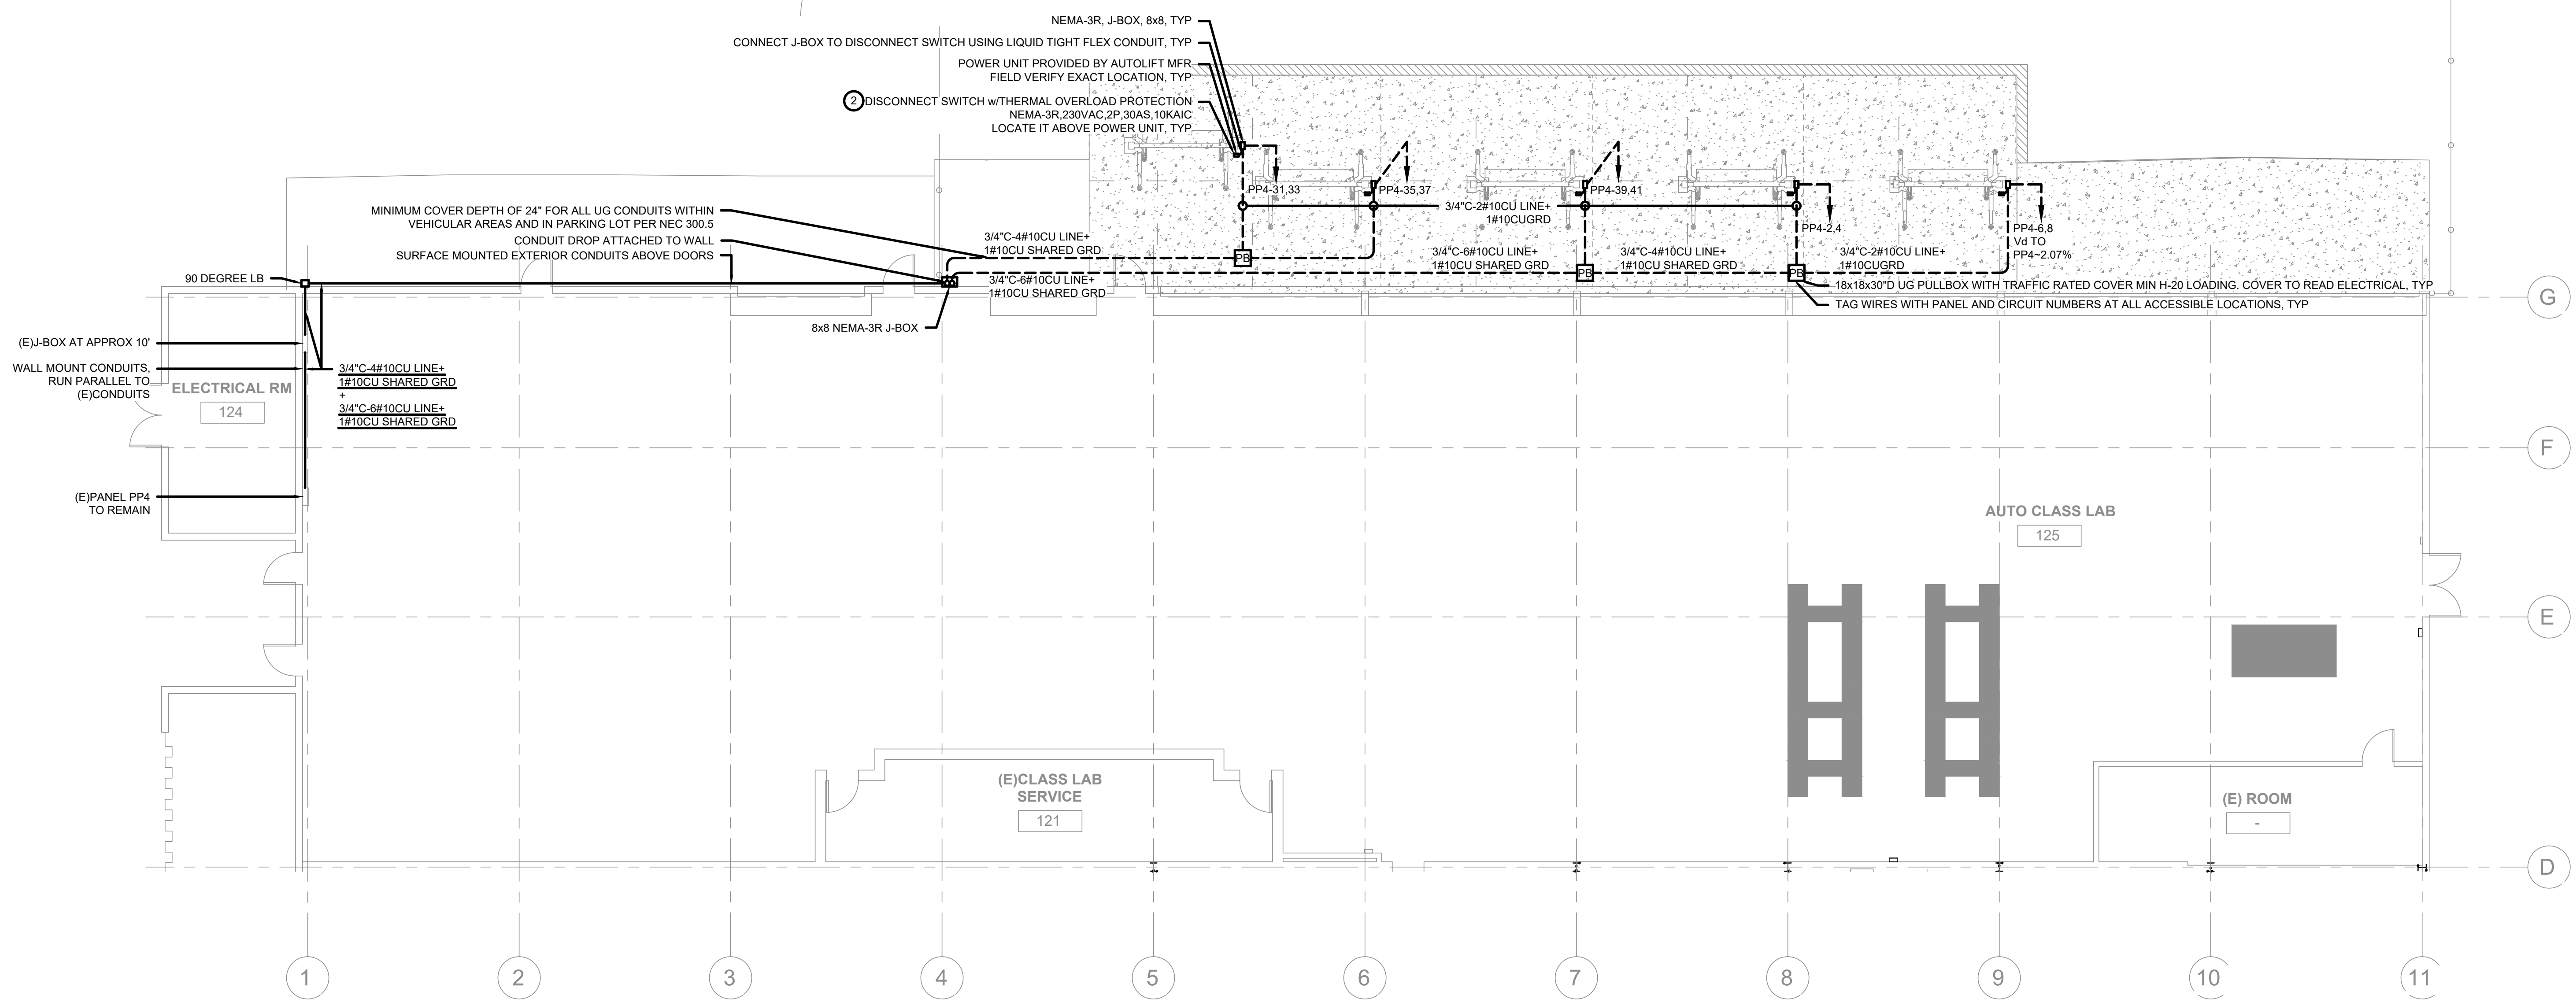 NEMA-3R, J-BOX, 8x8, TYP
CONNECT J-BOX TO DISCONNECT SWITCH USING LIQUID TIGHT FLEX CONDUIT, TYP
POWER UNIT PROVIDED BY AUTOLIFT MFR
FIELD VERIFY EXACT LOCATION, TYP
2 DISCONNECT SWITCH w/THERMAL OVERLOAD PROTECTION
NEMA-3R,230VAC,2P,30AS,10KAIC
LOCATE IT ABOVE POWER UNIT, TYP
PP4-31,33
PP4-35,37
PP4-39,41
PP4-2,4
PP4-6,8
Vd TO
PP4~2.07%
3/4"C-2#10CU LINE+
1#10CUGRD
MINIMUM COVER DEPTH OF 24" FOR ALL UG CONDUITS WITHIN
VEHICULAR AREAS AND IN PARKING LOT PER NEC 300.5
CONDUIT DROP ATTACHED TO WALL
SURFACE MOUNTED EXTERIOR CONDUITS ABOVE DOORS
90 DEGREE LB
3/4"C-4#10CU LINE+
1#10CU SHARED GRD
3/4"C-6#10CU LINE+
1#10CU SHARED GRD
PB
3/4"C-6#10CU LINE+
1#10CU SHARED GRD
PB
3/4"C-4#10CU LINE+
1#10CU SHARED GRD
PB
3/4"C-2#10CU LINE+
1#10CUGRD
18x18x30"D UG PULLBOX WITH TRAFFIC RATED COVER MIN H-20 LOADING. COVER TO READ ELECTRICAL, TYP
TAG WIRES WITH PANEL AND CIRCUIT NUMBERS AT ALL ACCESSIBLE LOCATIONS, TYP
8x8 NEMA-3R J-BOX
(E)J-BOX AT APPROX 10'
WALL MOUNT CONDUITS,
RUN PARALLEL TO
(E)CONDUITS
ELECTRICAL RM
124
3/4"C-4#10CU LINE+
1#10CU SHARED GRD
+
3/4"C-6#10CU LINE+
1#10CU SHARED GRD
(E)PANEL PP4
TO REMAIN
AUTO CLASS LAB
125
(E)CLASS LAB
SERVICE
121
(E) ROOM
-
G
F
E
D
1
2
3
4
5
6
7
8
9
10
11